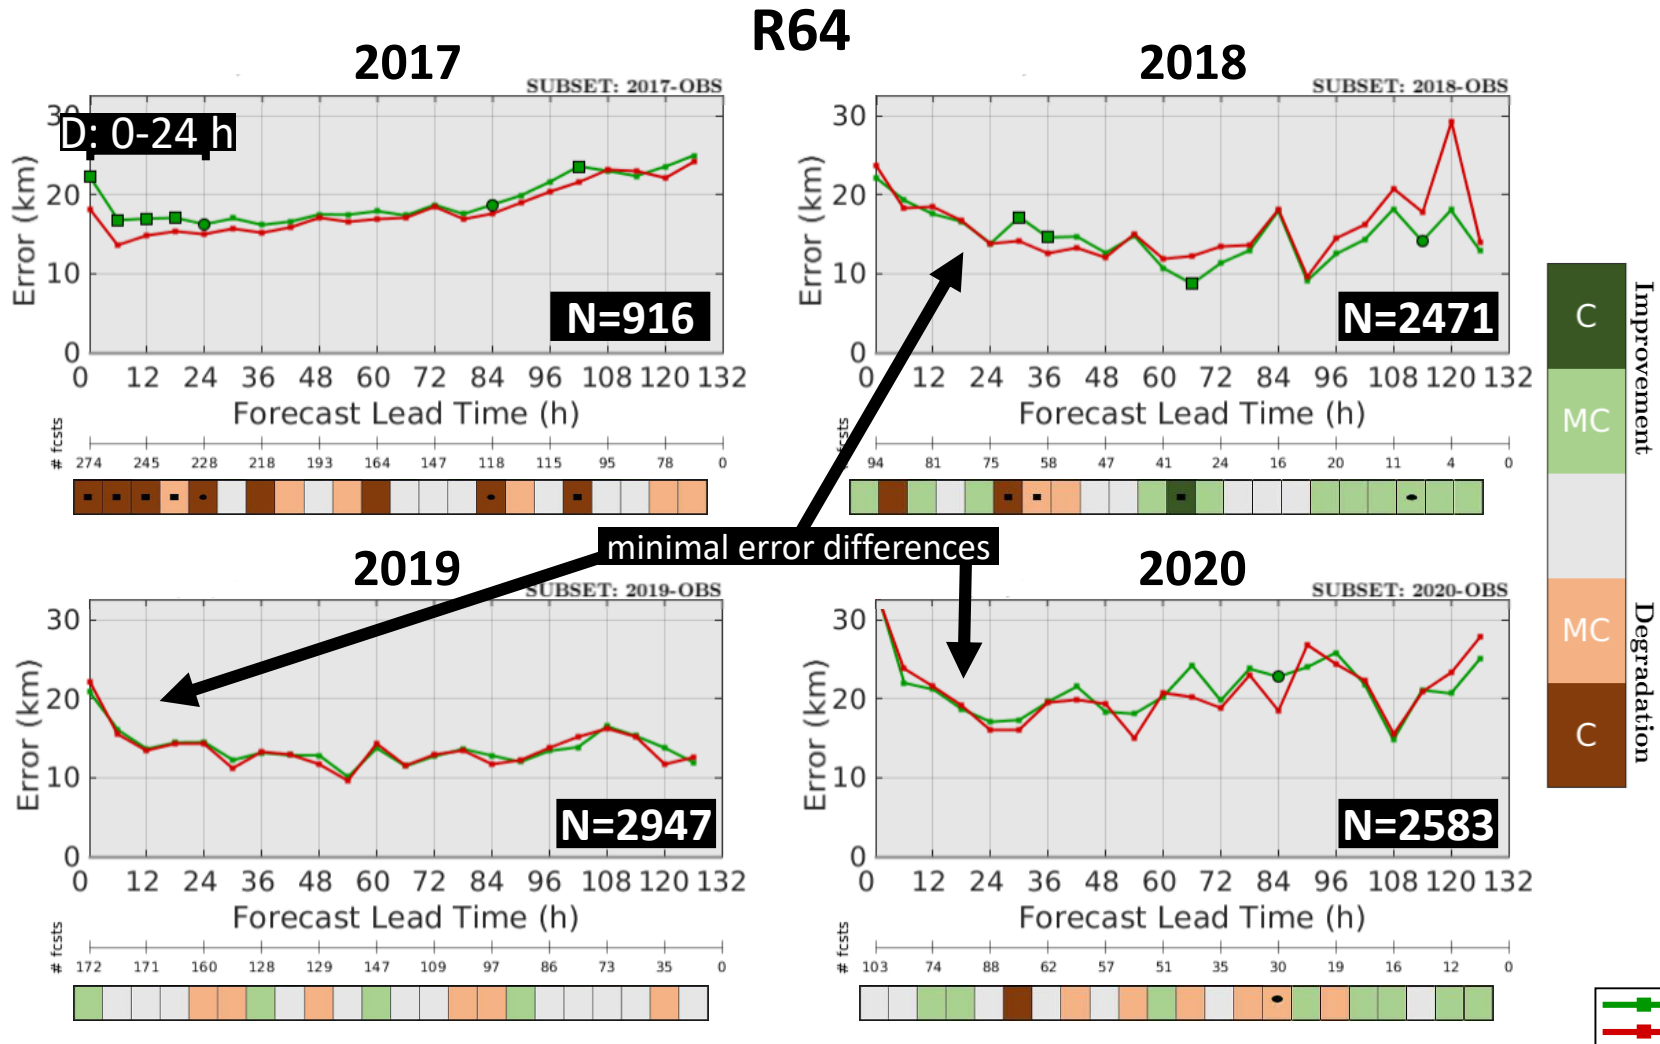 R64
2017
2018
SUBSET: 2017-OBS
SUBSET: 2018-OBS
30
20
10
0
Error (km)
D: 0-24 h
N=916
0 12 24 36 48 60 72 84 96 108 120 132
Forecast Lead Time (h)
# fcsts
274 245 228 218 193 164 147 118 115 95 78 0
30
20
10
0
Error (km)
N=2471
0 12 24 36 48 60 72 84 96 108 120 132
Forecast Lead Time (h)
94 81 75 58 47 41 24 16 20 11 4 0
minimal error differences
2019
2020
SUBSET: 2019-OBS
SUBSET: 2020-OBS
30
20
10
0
Error (km)
N=2947
0 12 24 36 48 60 72 84 96 108 120 132
Forecast Lead Time (h)
# fcsts
172 171 160 128 129 147 109 97 86 73 35 0
30
20
10
0
Error (km)
N=2583
0 12 24 36 48 60 72 84 96 108 120 132
Forecast Lead Time (h)
# fcsts
103 74 88 62 57 51 35 30 19 16 12 0
C
MC
MC
C
Improvement
Degradation